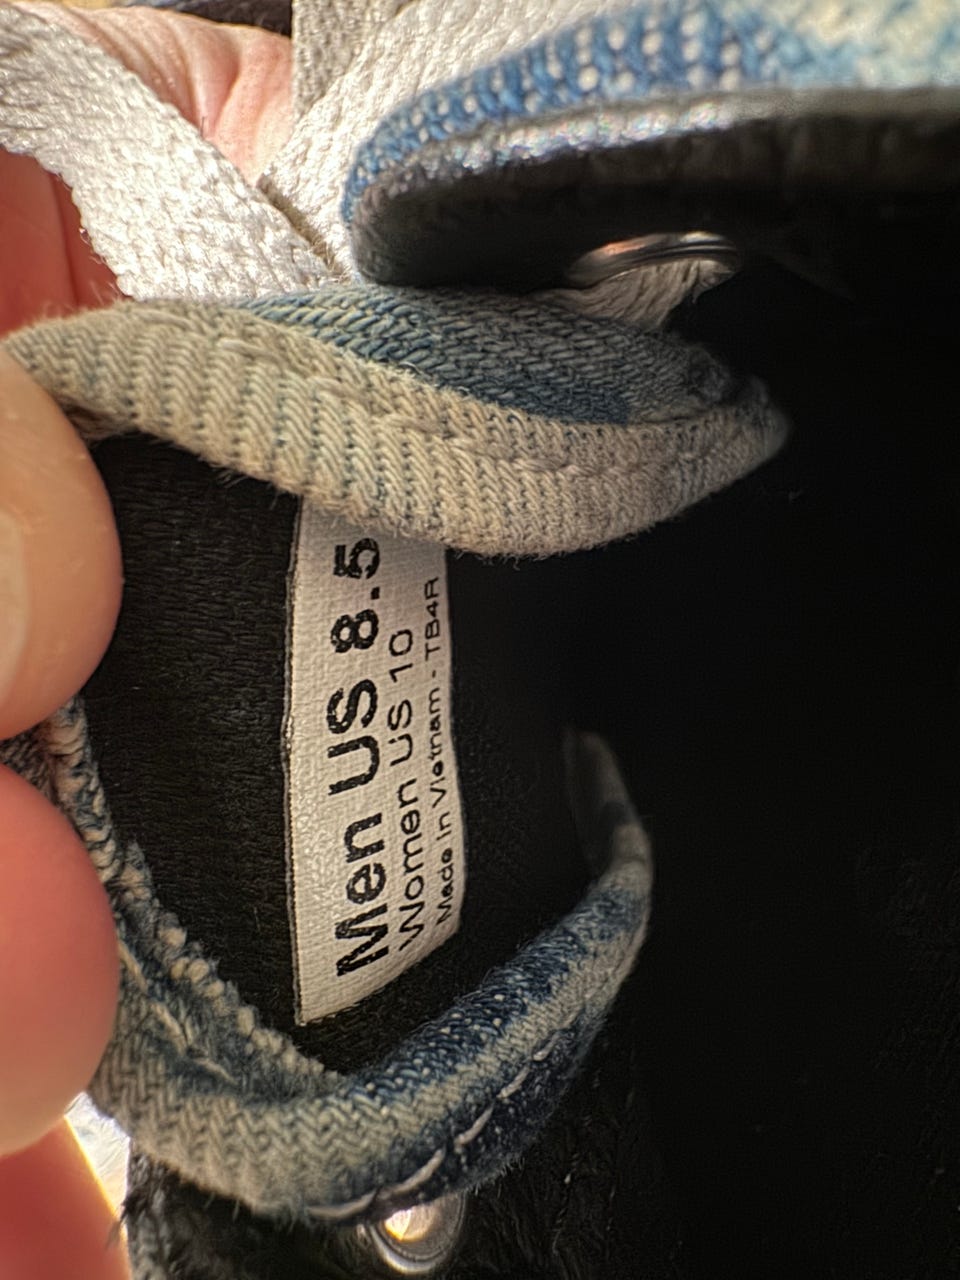 Men US 8.5
Women US 10
Made In Vietnam - TB4R